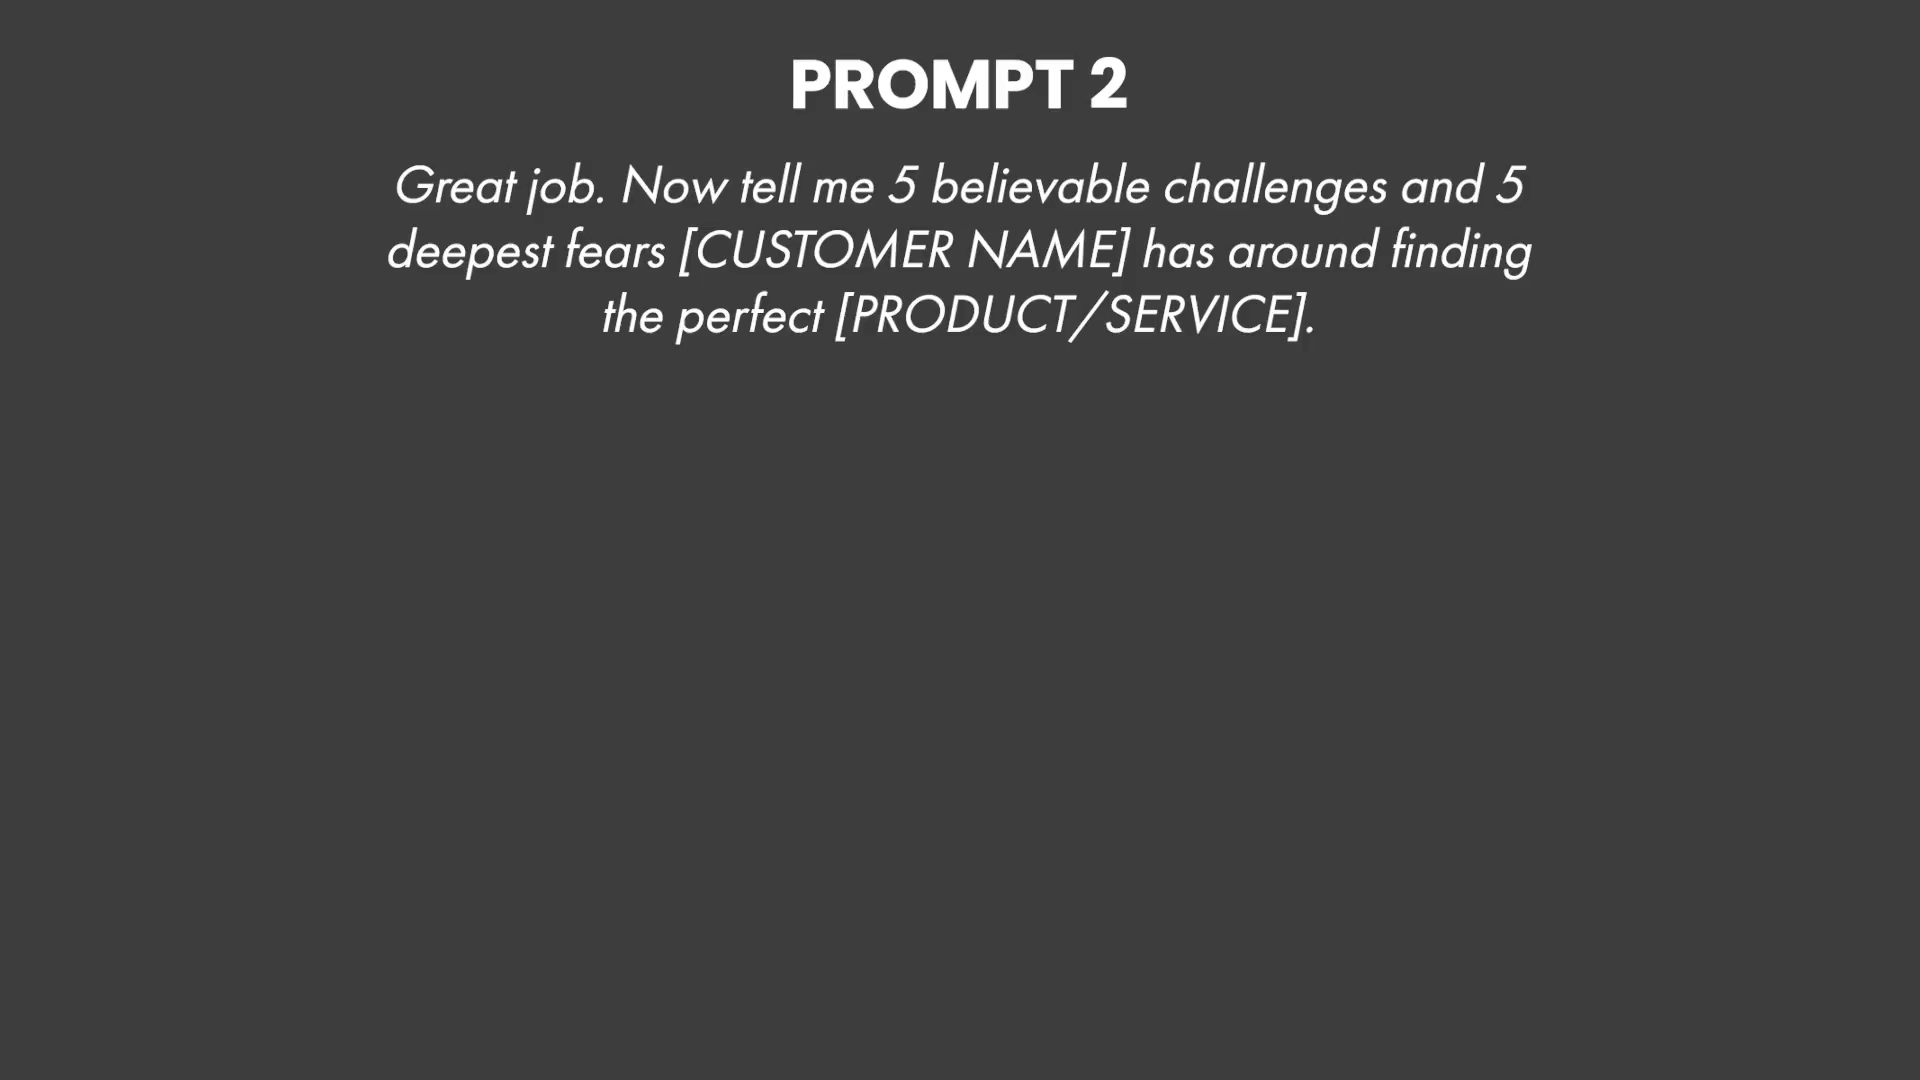 PROMPT 2
Great job. Now tell me 5 believable challenges and 5
deepest fears [CUSTOMER NAME] has around finding
the perfect [PRODUCT/SERVICE].